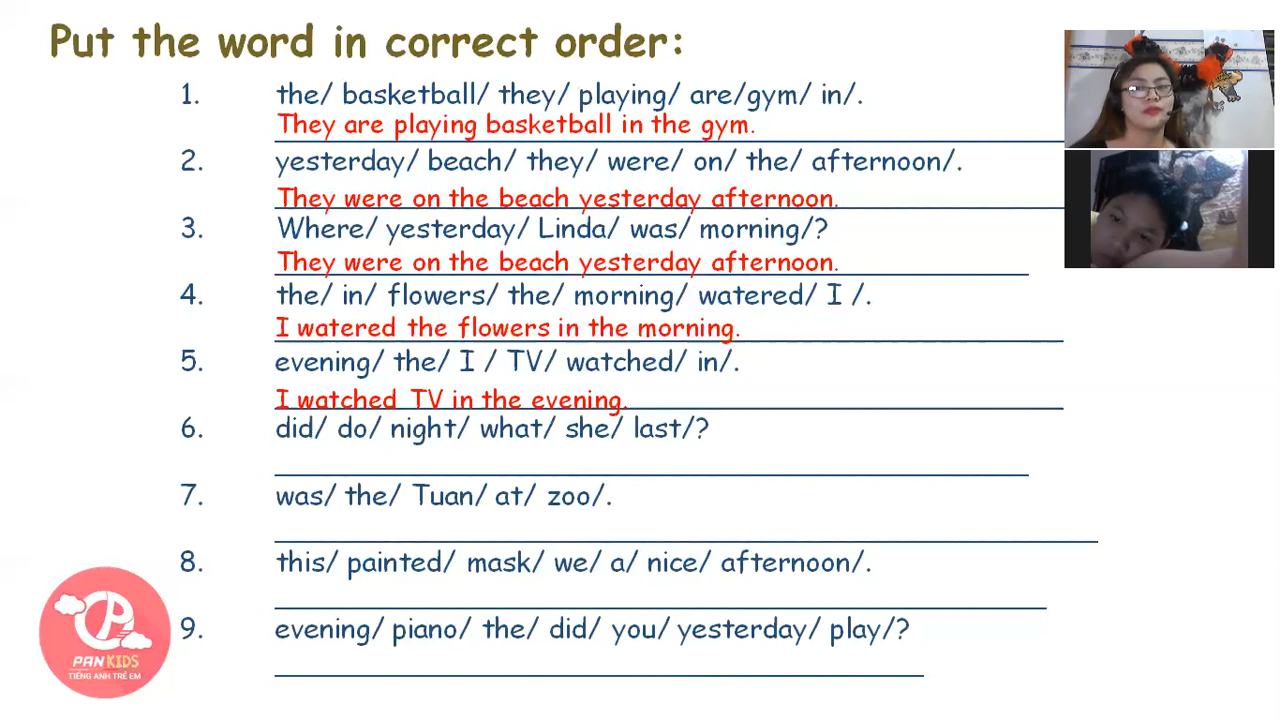 Put the word in correct order:
1. the/ basketball/ they/ playing/ are/gym/ in/.
They are playing basketball in the gym.
2. yesterday/ beach/ they/ were/ on/ the/ afternoon/.
They were on the beach yesterday afternoon.
3. Where/ yesterday/ Linda/ was/ morning/?
They were on the beach yesterday afternoon.
4. the/ in/ flowers/ the/ morning/ watered/ I /.
I watered the flowers in the morning.
5. evening/ the/ I / TV/ watched/ in/.
I watched TV in the evening.
6. did/ do/ night/ what/ she/ last/?
7. was/ the/ Tuan/ at/ zoo/.
8. this/ painted/ mask/ we/ a/ nice/ afternoon/.
9. evening/ piano/ the/ did/ you/ yesterday/ play/?
PAN KIDS
TIẾNG ANH TRẺ EM